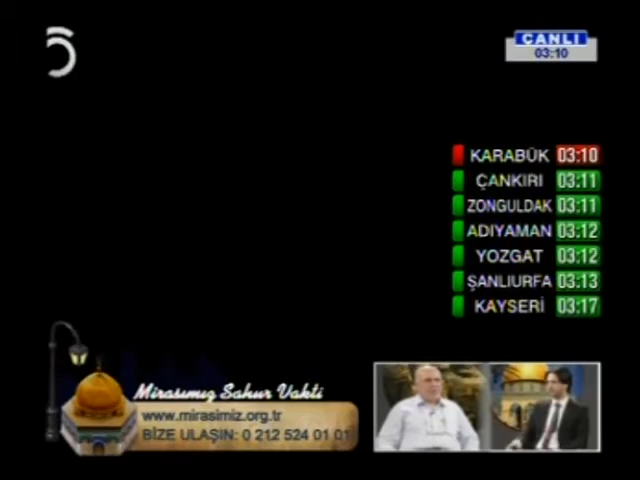 5
CANLI
03:10
KARABÜK 03:10
ÇANKIRI 03:11
ZONGULDAK 03:11
ADIYAMAN 03:12
YOZGAT 03:12
ŞANLIURFA 03:13
KAYSERİ 03:17
Mirasımız Sahur Vakti
www.mirasimiz.org.tr
BİZE ULAŞIN: 0 212 524 01 01